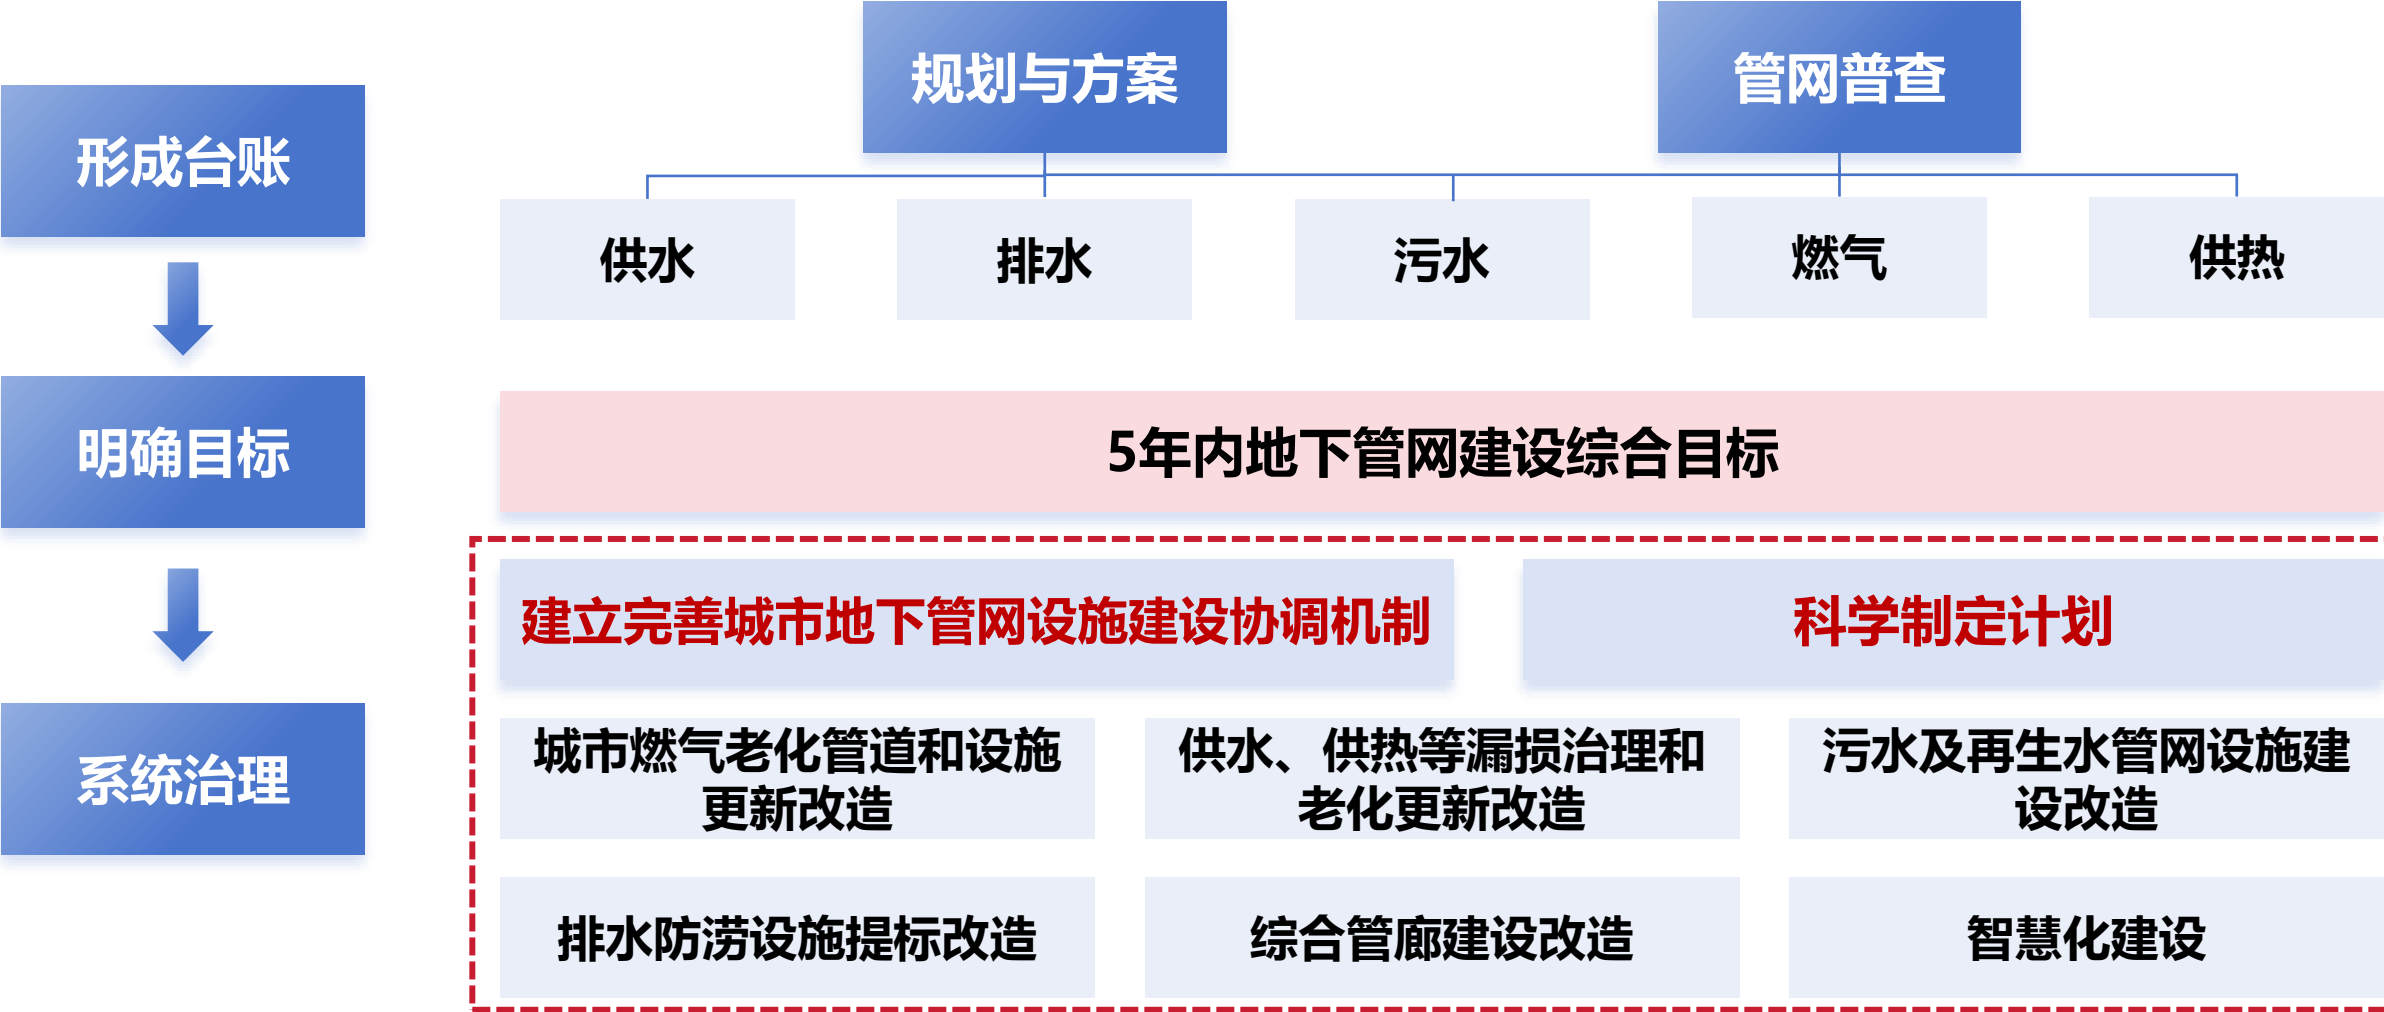 规划与方案
管网普查
形成台账
供水
排水
污水
燃气
供热
明确目标
5年内地下管网建设综合目标
建立完善城市地下管网设施建设协调机制
科学制定计划
系统治理
城市燃气老化管道和设施
更新改造
供水、供热等漏损治理和
老化更新改造
污水及再生水管网设施建
设改造
排水防涝设施提标改造
综合管廊建设改造
智慧化建设